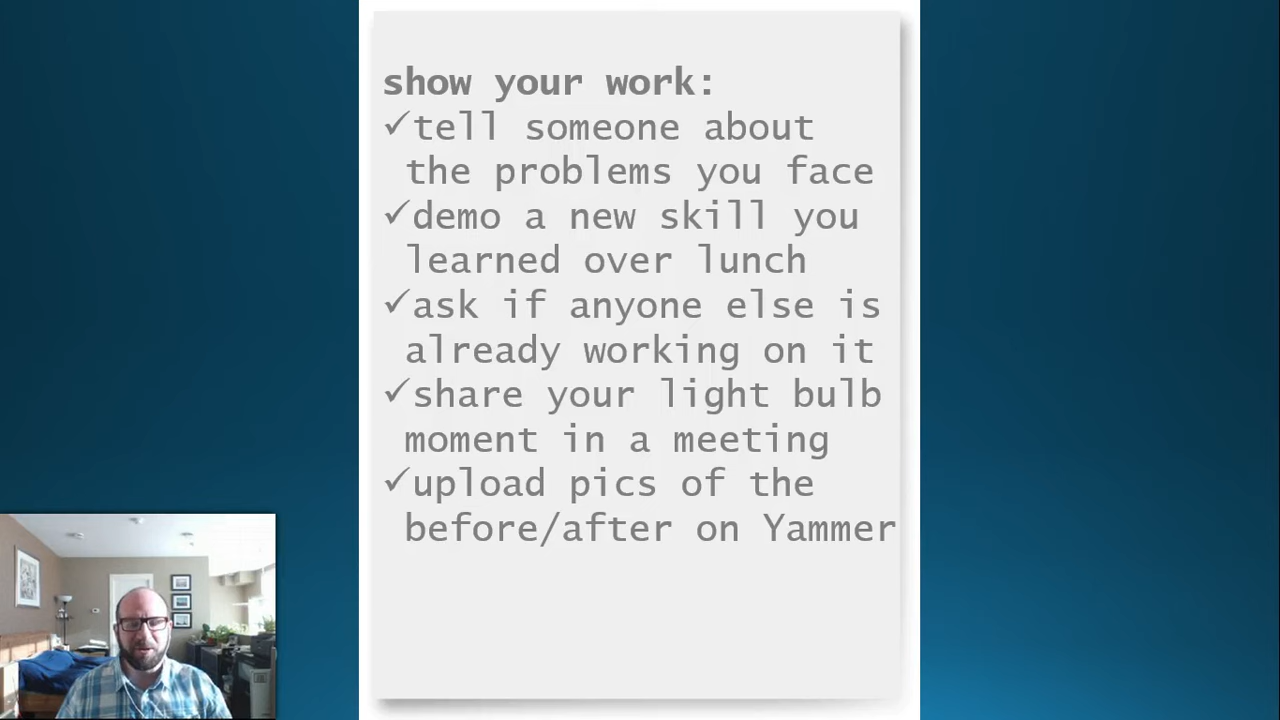 show your work:
✓tell someone about
the problems you face
✓demo a new skill you
learned over lunch
✓ask if anyone else is
already working on it
✓share your light bulb
moment in a meeting
✓upload pics of the
before/after on Yammer